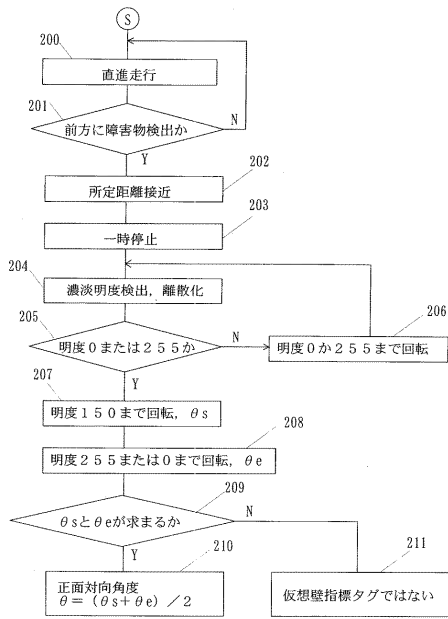 S
200
直進走行
201
前方に障害物検出か
N
Y
202
所定距離接近
203
一時停止
204
濃淡明度検出，離散化
205
206
明度０または２５５か
N
明度０か２５５まで回転
Y
207
明度１５０まで回転，θs
208
明度２５５または０まで回転，θe
209
θsとθeが求まるか
N
Y
210
211
正面対向角度
θ＝（θs＋θe）／２
仮想壁指標タグではない